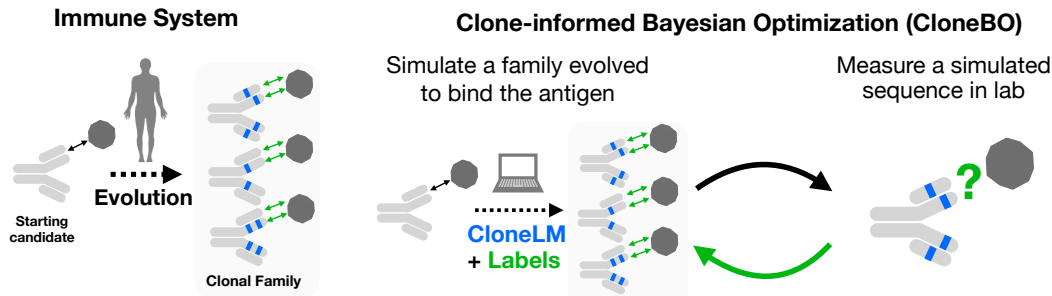 Immune System
Evolution
Starting
candidate
Clonal Family
Clone-informed Bayesian Optimization (CloneBO)
Simulate a family evolved
to bind the antigen
CloneLM
+ Labels
Measure a simulated
sequence in lab
?